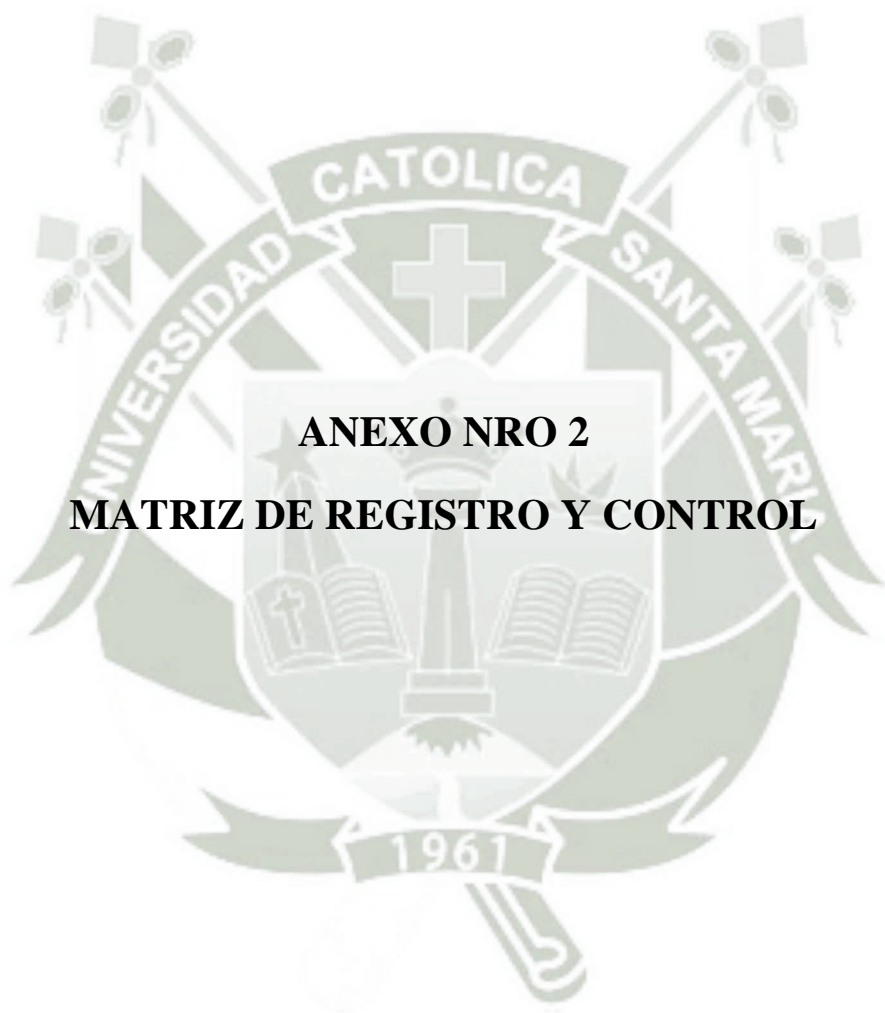 CATOLICA
UNIVERSIDAD
SANTA MARIA
ANEXO NRO 2
MATRIZ DE REGISTRO Y CONTROL
1961